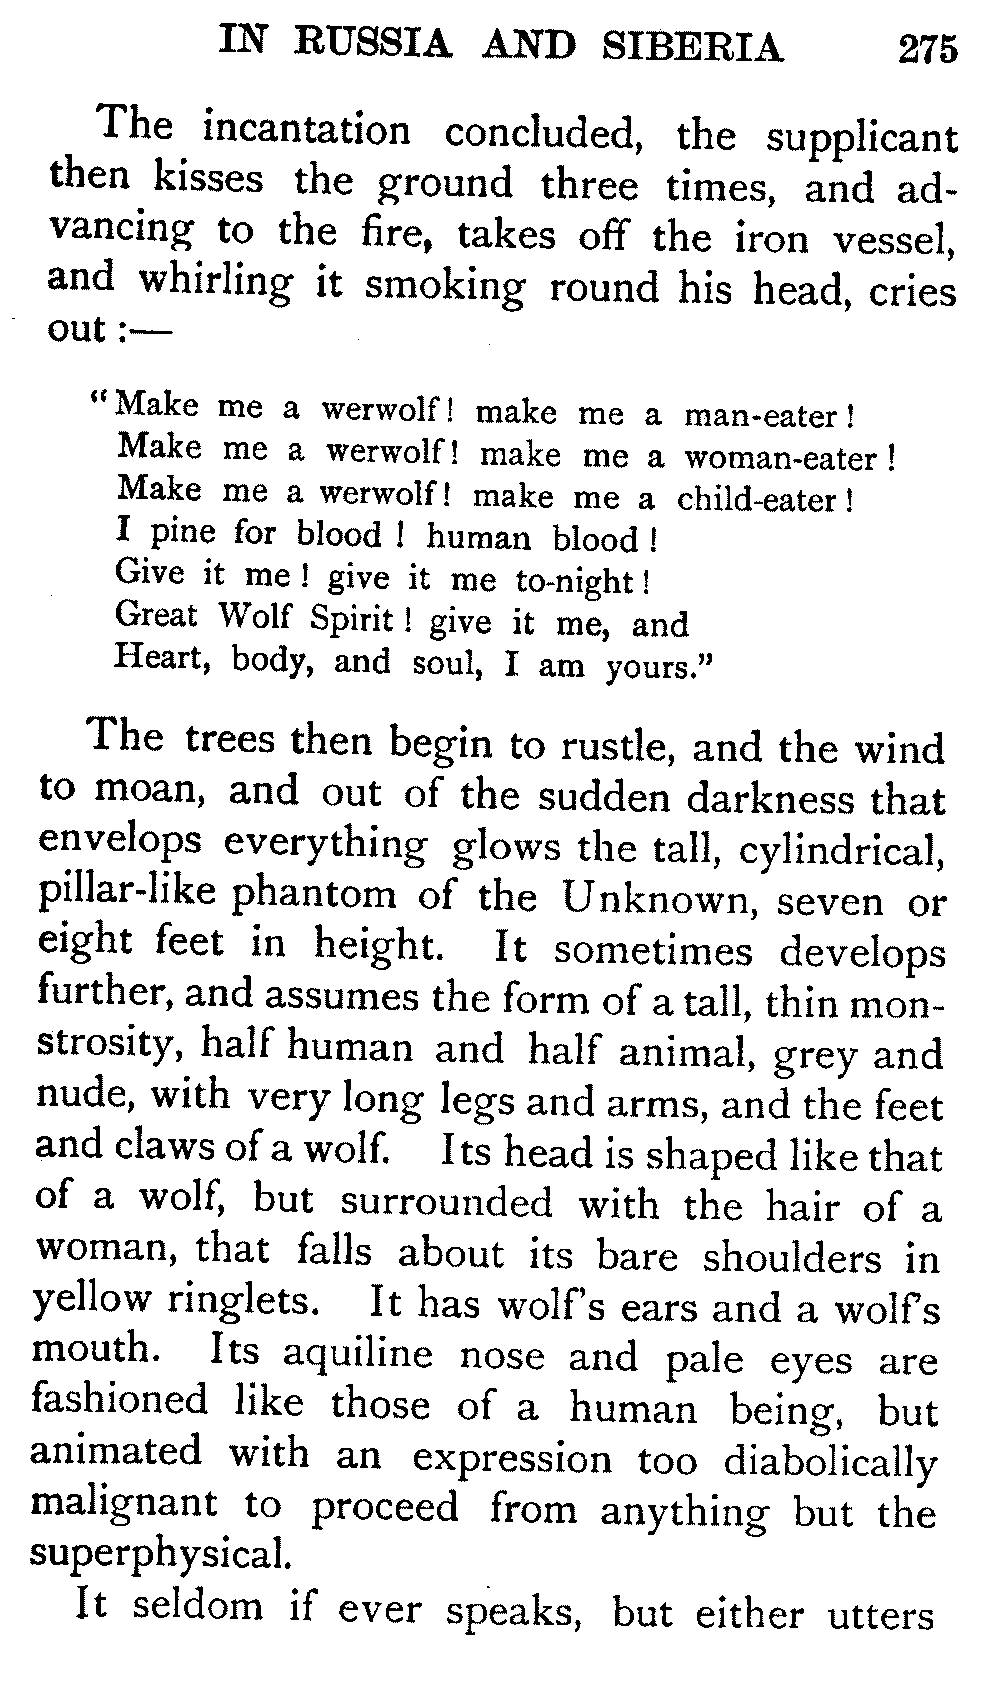 IN RUSSIA AND SIBERIA 275
The incantation concluded, the supplicant
then kisses the ground three times, and ad-
vancing to the fire, takes off the iron vessel,
and whirling it smoking round his head, cries
out :—
“Make me a werwolf! make me a man-eater!
Make me a werwolf! make me a woman-eater!
Make me a werwolf! make me a child-eater!
I pine for blood! human blood!
Give it me! give it me to-night!
Great Wolf Spirit! give it me, and
Heart, body, and soul, I am yours.”
The trees then begin to rustle, and the wind
to moan, and out of the sudden darkness that
envelops everything glows the tall, cylindrical,
pillar-like phantom of the Unknown, seven or
eight feet in height. It sometimes develops
further, and assumes the form of a tall, thin mon-
strosity, half human and half animal, grey and
nude, with very long legs and arms, and the feet
and claws of a wolf. Its head is shaped like that
of a wolf, but surrounded with the hair of a
woman, that falls about its bare shoulders in
yellow ringlets. It has wolf’s ears and a wolf’s
mouth. Its aquiline nose and pale eyes are
fashioned like those of a human being, but
animated with an expression too diabolically
malignant to proceed from anything but the
superphysical.
It seldom if ever speaks, but either utters